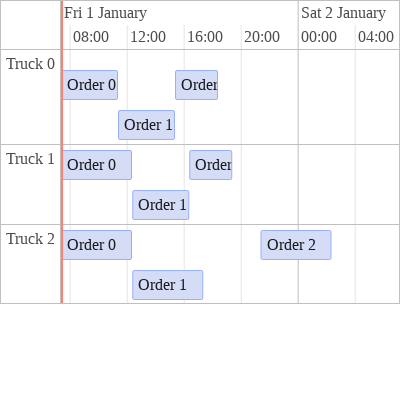 Fri 1 January
Sat 2 January
08:00
12:00
16:00
20:00
00:00
04:00
Truck 0
Order 0
Order
Order 1
Truck 1
Order 0
Order
Order 1
Truck 2
Order 0
Order 2
Order 1